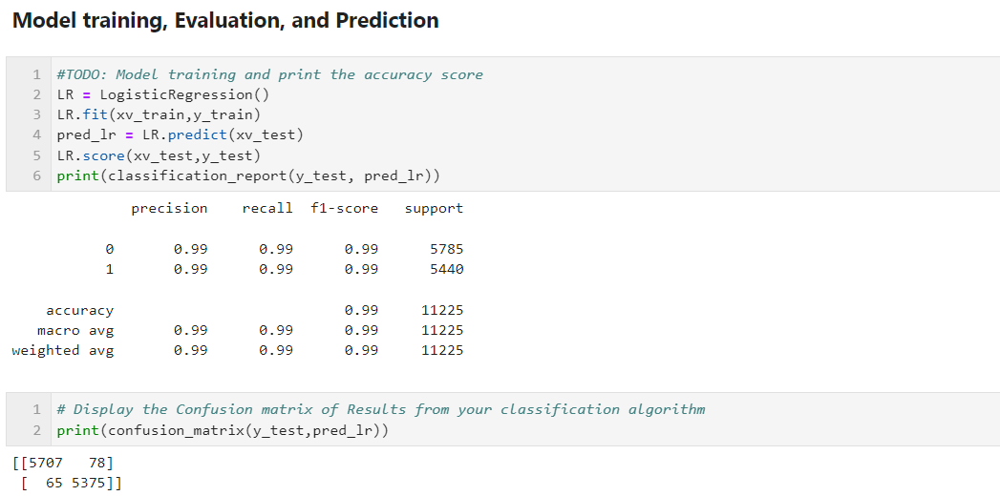 Model training, Evaluation, and Prediction
1 #TODO: Model training and print the accuracy score
2 LR = LogisticRegression()
3 LR.fit(xv_train,y_train)
4 pred_lr = LR.predict(xv_test)
5 LR.score(xv_test,y_test)
6 print(classification_report(y_test, pred_lr))
precision recall f1-score support
0 0.99 0.99 0.99 5785
1 0.99 0.99 0.99 5440
accuracy 0.99 11225
macro avg 0.99 0.99 0.99 11225
weighted avg 0.99 0.99 0.99 11225
1 # Display the Confusion matrix of Results from your classification algorithm
2 print(confusion_matrix(y_test,pred_lr))
[[5707 78]
[ 65 5375]]